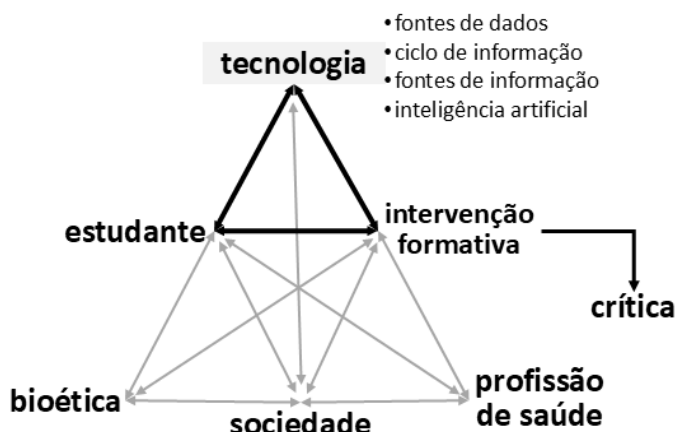 • fontes de dados
• ciclo de informação
• fontes de informação
• inteligência artificial
tecnologia
estudante
intervenção
formativa
crítica
bioética
sociedade
profissão
de saúde